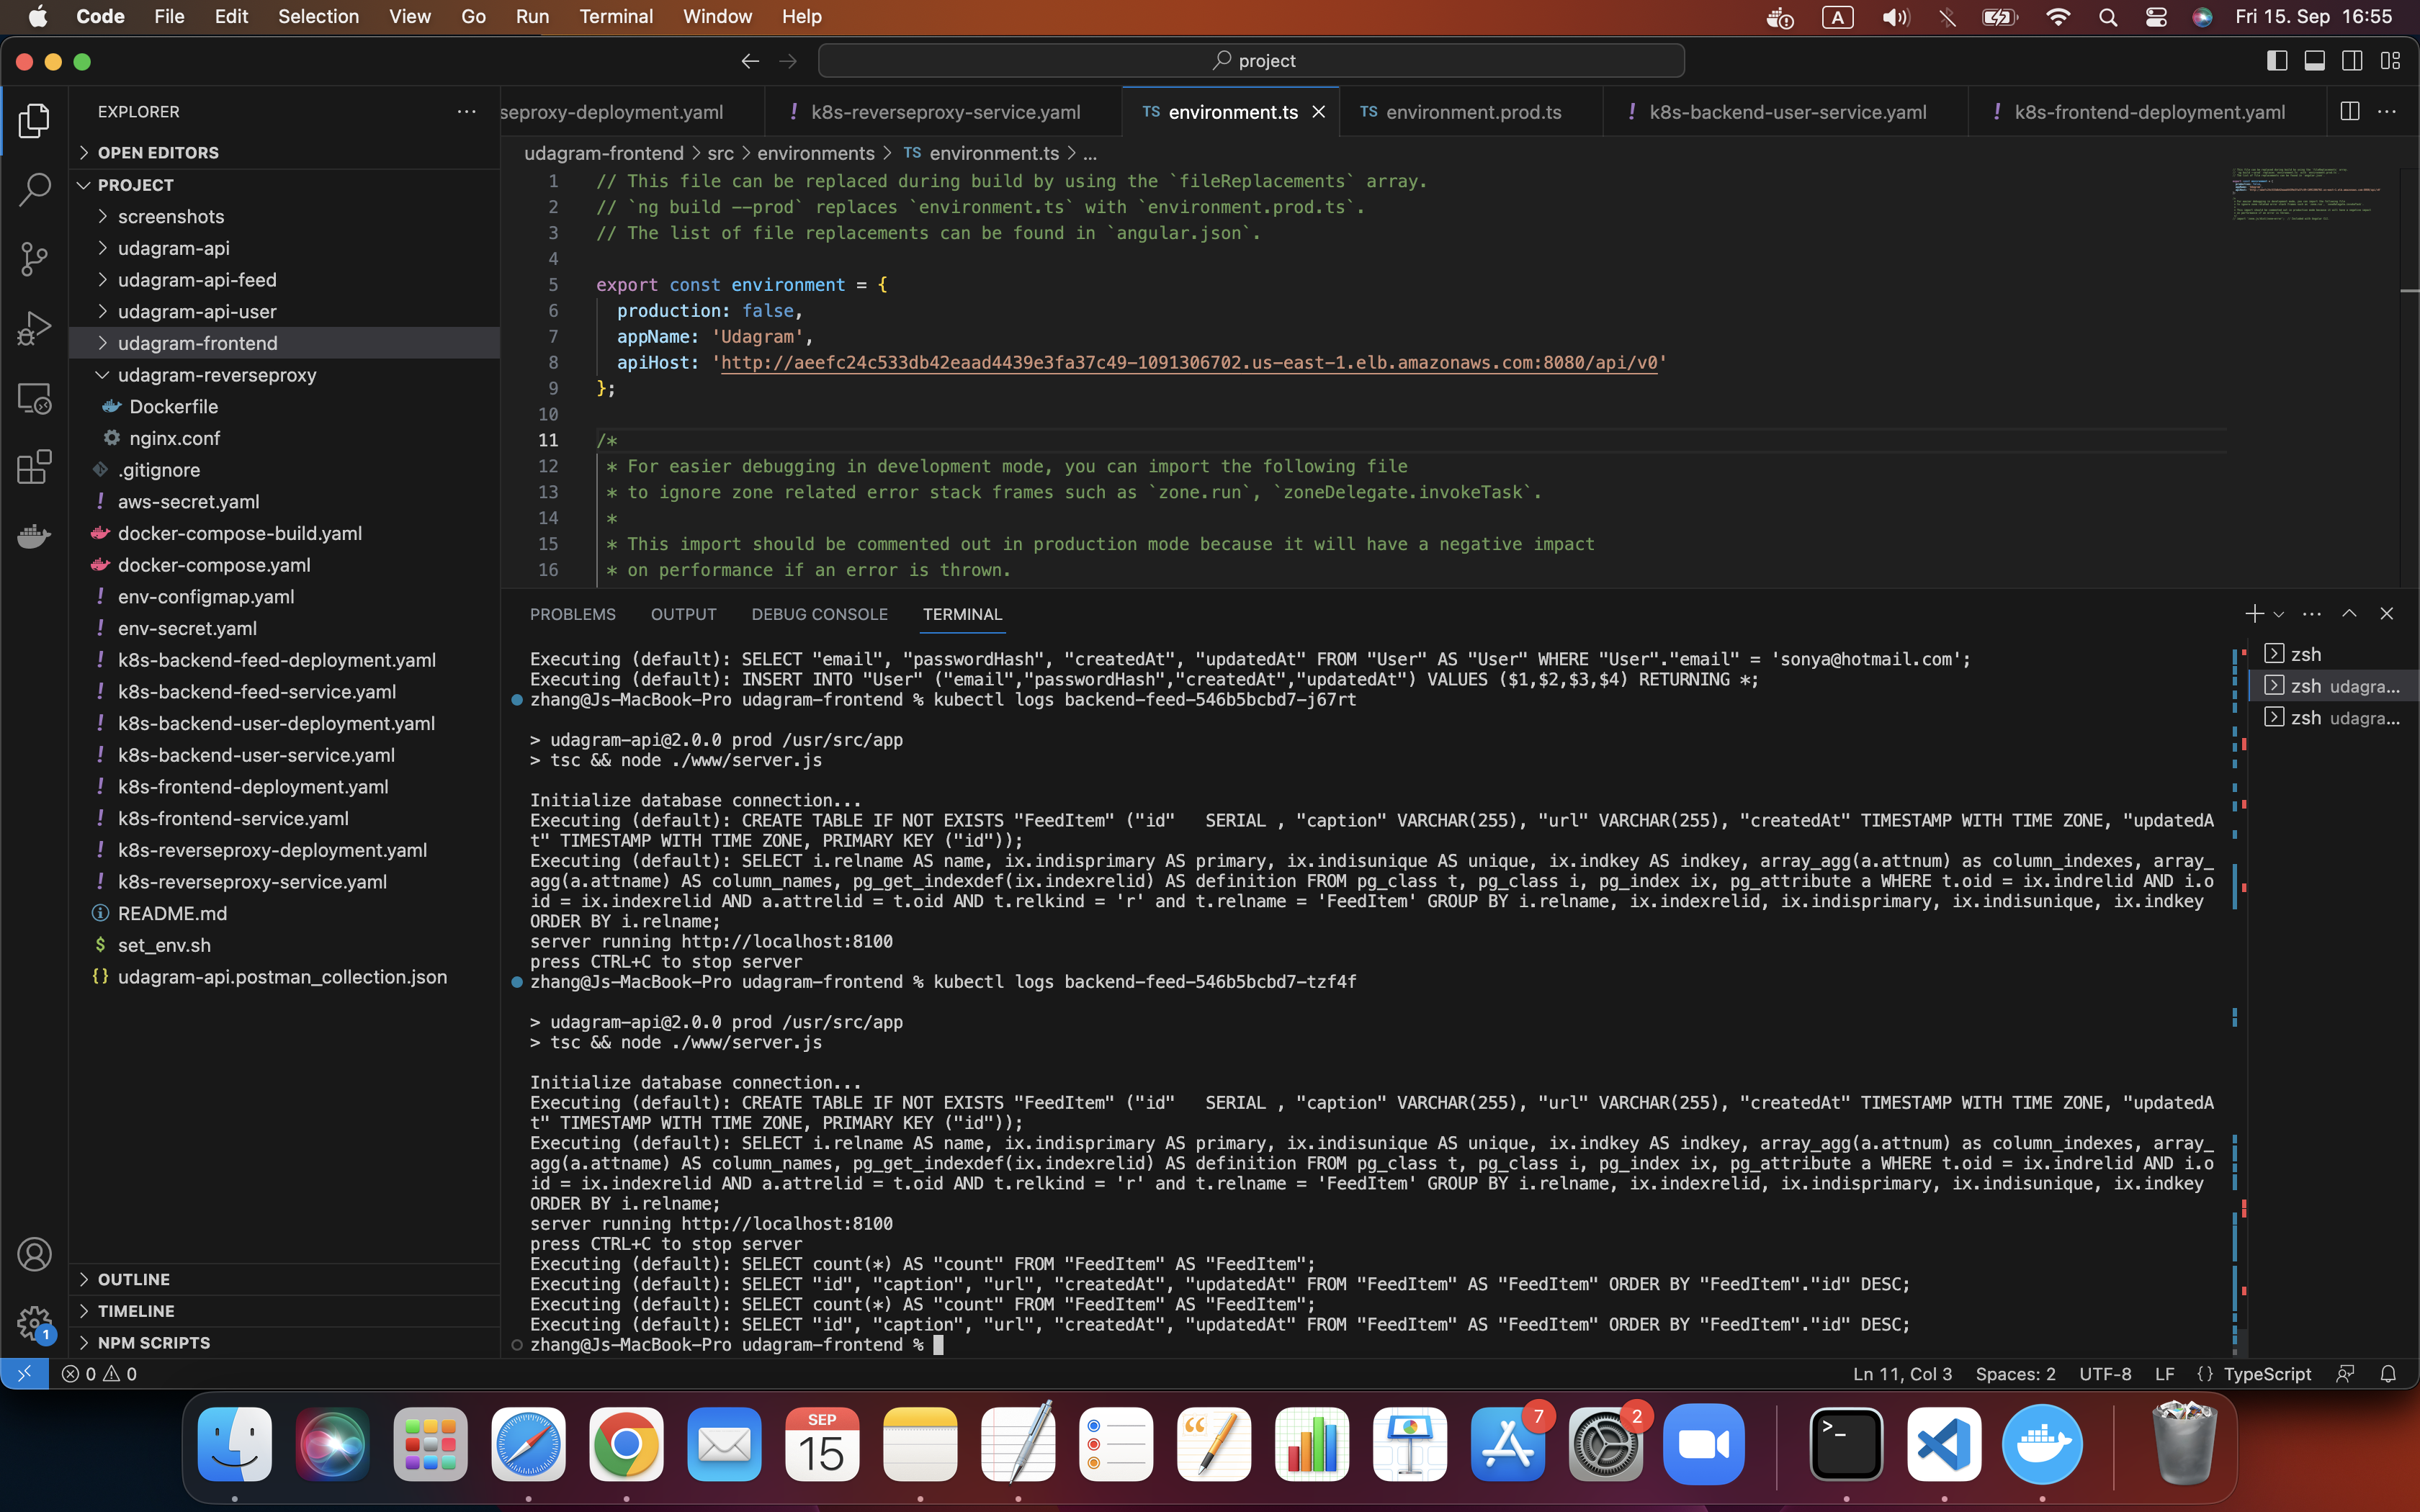 Code File Edit Selection View Go Run Terminal Window Help
A
Fri 15. Sep 16:55
project
EXPLORER
seproxy-deployment.yaml
! k8s-reverseproxy-service.yaml
TS environment.ts
TS environment.prod.ts
! k8s-backend-user-service.yaml
! k8s-frontend-deployment.yaml
udagram-frontend > src > environments > TS environment.ts > ...
OPEN EDITORS
PROJECT
screenshots
udagram-api
udagram-api-feed
udagram-api-user
udagram-frontend
udagram-reverseproxy
Dockerfile
nginx.conf
.gitignore
! aws-secret.yaml
docker-compose-build.yaml
docker-compose.yaml
! env-configmap.yaml
! env-secret.yaml
! k8s-backend-feed-deployment.yaml
! k8s-backend-feed-service.yaml
! k8s-backend-user-deployment.yaml
! k8s-backend-user-service.yaml
! k8s-frontend-deployment.yaml
! k8s-frontend-service.yaml
! k8s-reverseproxy-deployment.yaml
! k8s-reverseproxy-service.yaml
README.md
$ set_env.sh
{} udagram-api.postman_collection.json
OUTLINE
TIMELINE
NPM SCRIPTS
1 // This file can be replaced during build by using the `fileReplacements` array.
2 // `ng build --prod` replaces `environment.ts` with `environment.prod.ts`.
3 // The list of file replacements can be found in `angular.json`.
4
5 export const environment = {
6 production: false,
7 appName: 'Udagram',
8 apiHost: 'http://aeefc24c533db42eaad4439e3fa37c49-1091306702.us-east-1.elb.amazonaws.com:8080/api/v0'
9 };
10
11 /*
12 * For easier debugging in development mode, you can import the following file
13 * to ignore zone related error stack frames such as `zone.run`, `zoneDelegate.invokeTask`.
14 *
15 * This import should be commented out in production mode because it will have a negative impact
16 * on performance if an error is thrown.
PROBLEMS OUTPUT DEBUG CONSOLE TERMINAL
zsh
zsh udagra...
zsh udagra...
Executing (default): SELECT "email", "passwordHash", "createdAt", "updatedAt" FROM "User" AS "User" WHERE "User"."email" = 'sonya@hotmail.com';
Executing (default): INSERT INTO "User" ("email","passwordHash","createdAt","updatedAt") VALUES ($1,$2,$3,$4) RETURNING *;
zhang@Js-MacBook-Pro udagram-frontend % kubectl logs backend-feed-546b5bcbd7-j67rt
> udagram-api@2.0.0 prod /usr/src/app
> tsc && node ./www/server.js
Initialize database connection...
Executing (default): CREATE TABLE IF NOT EXISTS "FeedItem" ("id"   SERIAL , "caption" VARCHAR(255), "url" VARCHAR(255), "createdAt" TIMESTAMP WITH TIME ZONE, "updatedA
t" TIMESTAMP WITH TIME ZONE, PRIMARY KEY ("id"));
Executing (default): SELECT i.relname AS name, ix.indisprimary AS primary, ix.indisunique AS unique, ix.indkey AS indkey, array_agg(a.attnum) as column_indexes, array_
agg(a.attname) AS column_names, pg_get_indexdef(ix.indexrelid) AS definition FROM pg_class t, pg_class i, pg_index ix, pg_attribute a WHERE t.oid = ix.indrelid AND i.o
id = ix.indexrelid AND a.attrelid = t.oid AND t.relkind = 'r' and t.relname = 'FeedItem' GROUP BY i.relname, ix.indexrelid, ix.indisprimary, ix.indisunique, ix.indkey
ORDER BY i.relname;
server running http://localhost:8100
press CTRL+C to stop server
zhang@Js-MacBook-Pro udagram-frontend % kubectl logs backend-feed-546b5bcbd7-tzf4f
> udagram-api@2.0.0 prod /usr/src/app
> tsc && node ./www/server.js
Initialize database connection...
Executing (default): CREATE TABLE IF NOT EXISTS "FeedItem" ("id"   SERIAL , "caption" VARCHAR(255), "url" VARCHAR(255), "createdAt" TIMESTAMP WITH TIME ZONE, "updatedA
t" TIMESTAMP WITH TIME ZONE, PRIMARY KEY ("id"));
Executing (default): SELECT i.relname AS name, ix.indisprimary AS primary, ix.indisunique AS unique, ix.indkey AS indkey, array_agg(a.attnum) as column_indexes, array_
agg(a.attname) AS column_names, pg_get_indexdef(ix.indexrelid) AS definition FROM pg_class t, pg_class i, pg_index ix, pg_attribute a WHERE t.oid = ix.indrelid AND i.o
id = ix.indexrelid AND a.attrelid = t.oid AND t.relkind = 'r' and t.relname = 'FeedItem' GROUP BY i.relname, ix.indexrelid, ix.indisprimary, ix.indisunique, ix.indkey
ORDER BY i.relname;
server running http://localhost:8100
press CTRL+C to stop server
Executing (default): SELECT count(*) AS "count" FROM "FeedItem" AS "FeedItem";
Executing (default): SELECT "id", "caption", "url", "createdAt", "updatedAt" FROM "FeedItem" AS "FeedItem" ORDER BY "FeedItem"."id" DESC;
Executing (default): SELECT count(*) AS "count" FROM "FeedItem" AS "FeedItem";
Executing (default): SELECT "id", "caption", "url", "createdAt", "updatedAt" FROM "FeedItem" AS "FeedItem" ORDER BY "FeedItem"."id" DESC;
zhang@Js-MacBook-Pro udagram-frontend %
1
0 0
Ln 11, Col 3 Spaces: 2 UTF-8 LF {} TypeScript
SEP
15
7
2